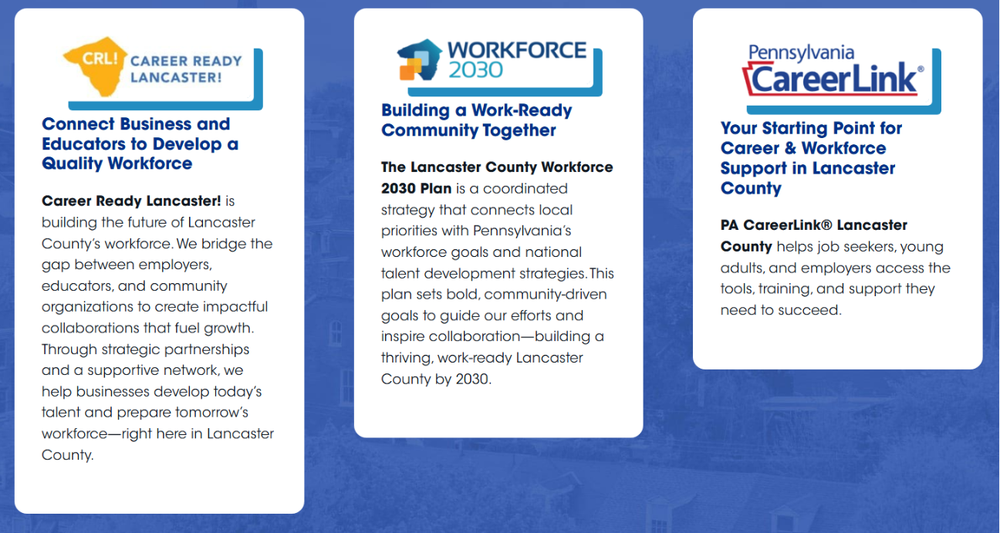 CRL! CAREER READY
LANCASTER!
Connect Business and
Educators to Develop a
Quality Workforce
Career Ready Lancaster! is
building the future of Lancaster
County’s workforce. We bridge the
gap between employers,
educators, and community
organizations to create impactful
collaborations that fuel growth.
Through strategic partnerships
and a supportive network, we
help businesses develop today’s
talent and prepare tomorrow’s
workforce—right here in Lancaster
County.
WORKFORCE
2030
Building a Work-Ready
Community Together
The Lancaster County Workforce
2030 Plan is a coordinated
strategy that connects local
priorities with Pennsylvania’s
workforce goals and national
talent development strategies. This
plan sets bold, community-driven
goals to guide our efforts and
inspire collaboration—building a
thriving, work-ready Lancaster
County by 2030.
Pennsylvania
CareerLink®
Your Starting Point for
Career & Workforce
Support in Lancaster
County
PA CareerLink® Lancaster
County helps job seekers, young
adults, and employers access the
tools, training, and support they
need to succeed.